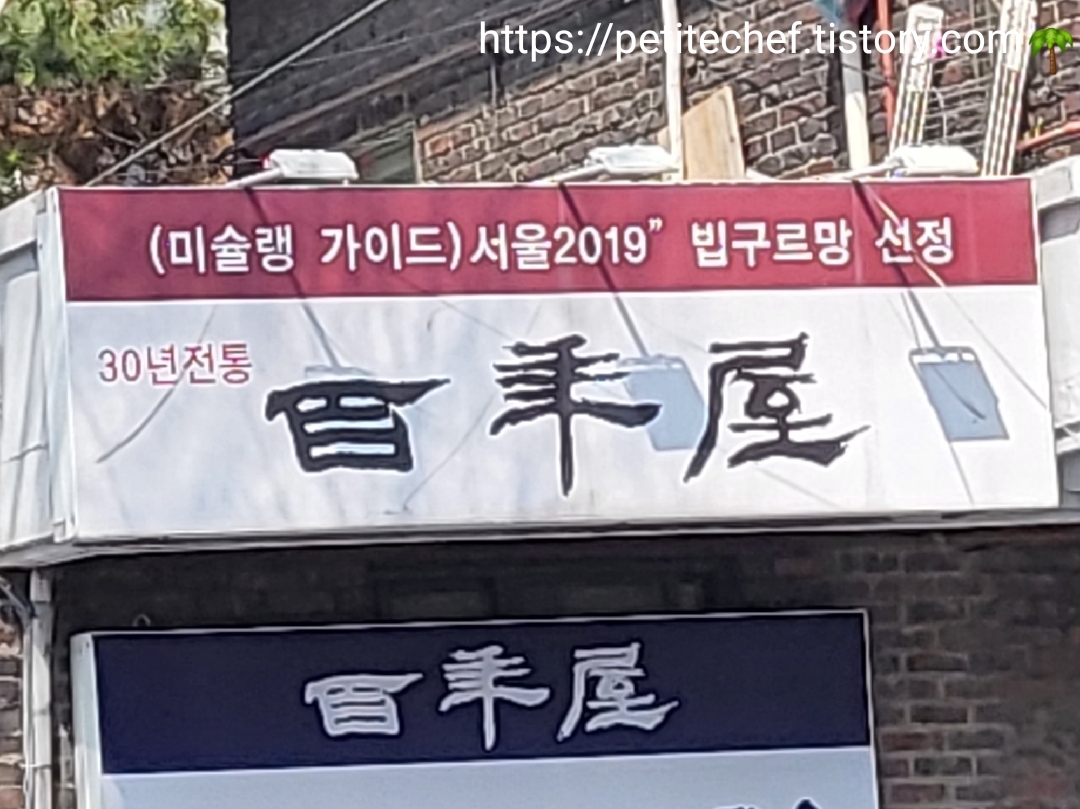 https://petitechef.tistory.com
(미슐랭 가이드)서울2019” 빕구르망 선정
30년전통
百年屋
百年屋